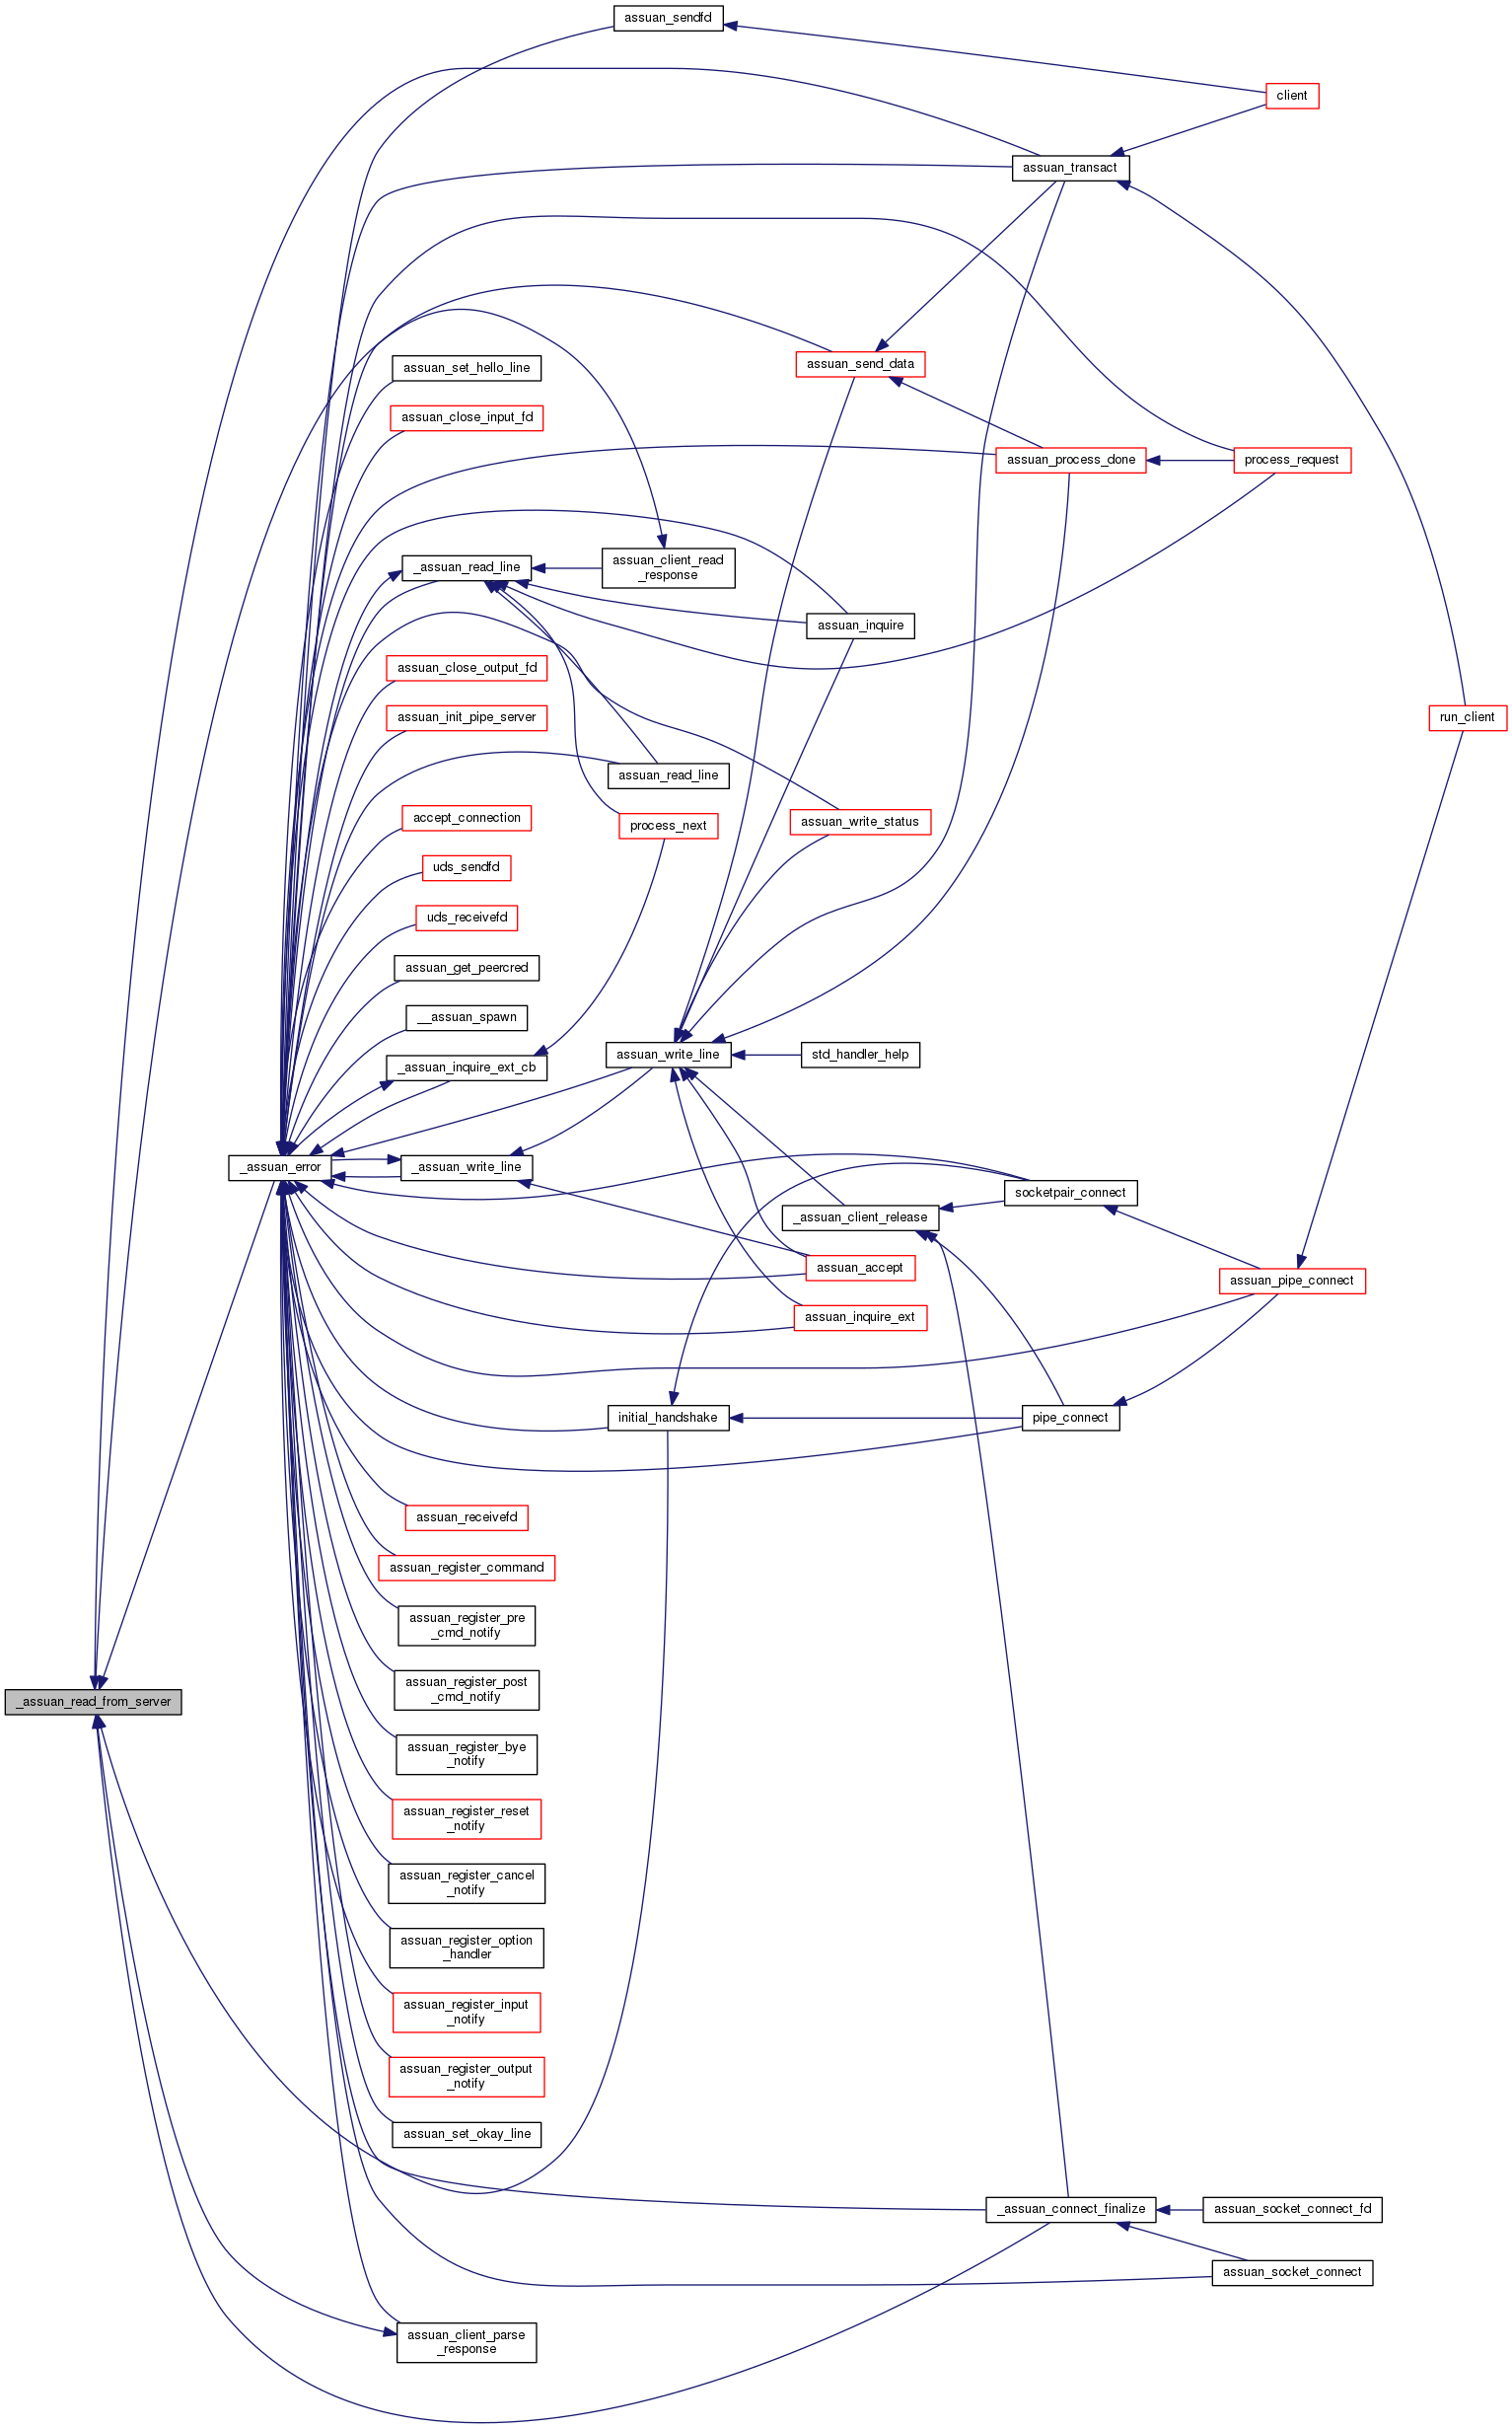 assuan_sendfd
client
assuan_transact
assuan_send_data
assuan_set_hello_line
assuan_close_input_fd
assuan_process_done
process_request
_assuan_read_line
assuan_client_read
_response
assuan_inquire
assuan_close_output_fd
assuan_init_pipe_server
run_client
assuan_read_line
accept_connection
process_next
assuan_write_status
uds_sendfd
uds_receivefd
assuan_get_peercred
__assuan_spawn
_assuan_inquire_ext_cb
assuan_write_line
std_handler_help
_assuan_error
_assuan_write_line
socketpair_connect
_assuan_client_release
assuan_accept
assuan_pipe_connect
assuan_inquire_ext
initial_handshake
pipe_connect
assuan_receivefd
assuan_register_command
assuan_register_pre
_cmd_notify
assuan_register_post
_cmd_notify
_assuan_read_from_server
assuan_register_bye
_notify
assuan_register_reset
_notify
assuan_register_cancel
_notify
assuan_register_option
_handler
assuan_register_input
_notify
assuan_register_output
_notify
assuan_set_okay_line
_assuan_connect_finalize
assuan_socket_connect_fd
assuan_socket_connect
assuan_client_parse
_response